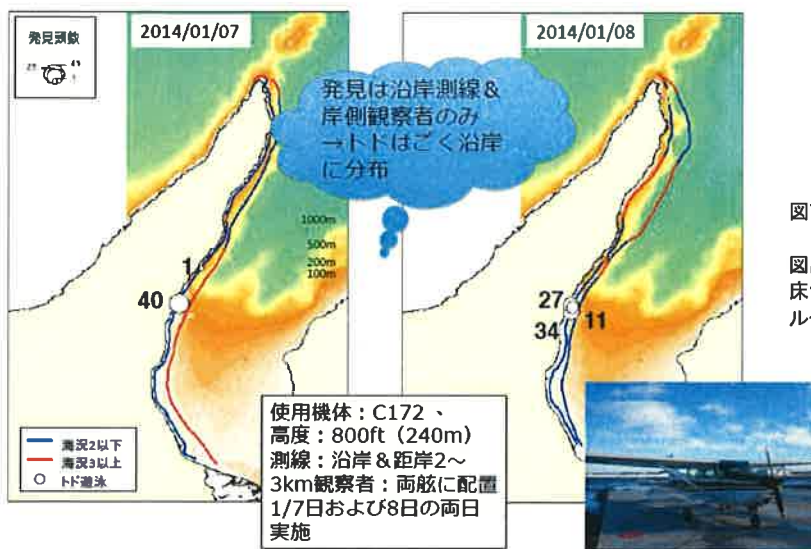 発見頭数
2014/01/07
2014/01/08
発見は沿岸測線＆
岸側観察者のみ
→トドはごく沿岸
に分布
1000m
500m
200m
100m
1
40
27
34
11
海況2以下
海況3以上
トド遊泳
使用機体：C172 、
高度：800ft（240m）
測線：沿岸＆距岸2～
3km観察者：両舷に配置
1/7日および8日の両日
実施
図
図
床
ル